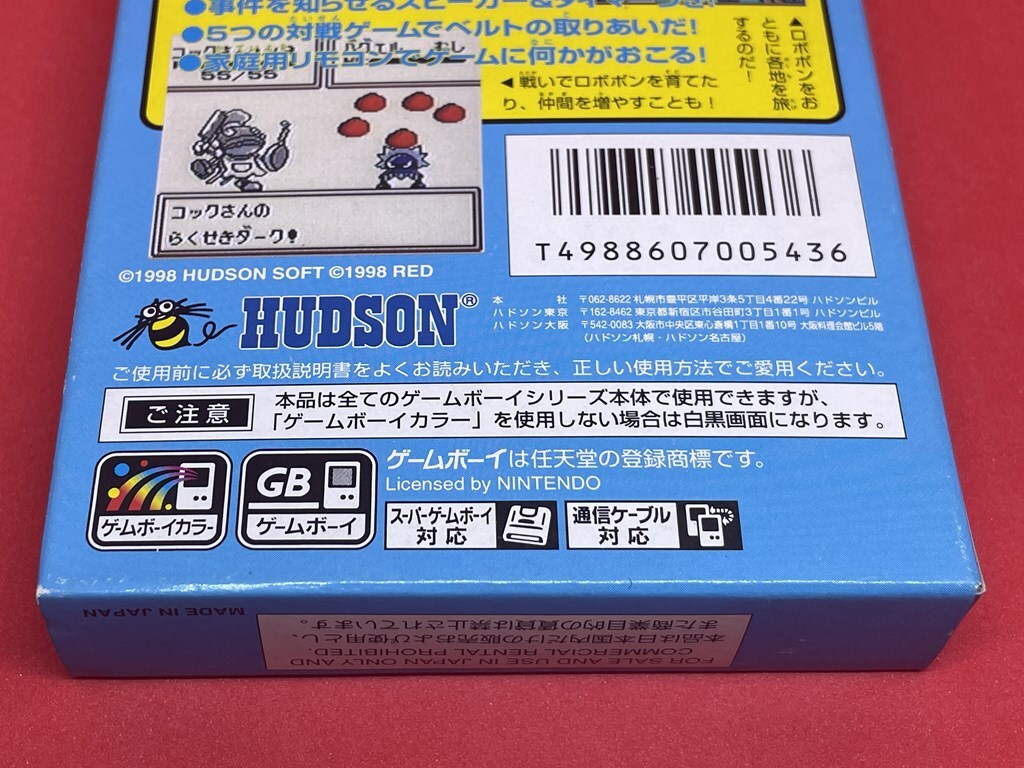 ●事件を知らせるスピーカー&タイマーつき!
●5つの対戦ゲームでベルトの取りあいだ!
●家庭用リモコンでゲームに何かがおこる!
▲ロボポンをお
ともに各地を旅
するのだ!
◀戦いでロボポンを育てた
り、仲間を増やすことも!
55/55
コックさんの
らくせきダーク!
T4988607005436
©1998 HUDSON SOFT ©1998 RED
HUDSON®
本社 〒062-8622 札幌市豊平区平岸3条5丁目4番22号 ハドソンビル
ハドソン東京 〒162-8462 東京都新宿区市谷田町3丁目1番1号 ハドソンビル
ハドソン大阪 〒542-0083 大阪市中央区東心斎橋1丁目1番10号 大阪料理会館ビル5階
(ハドソン札幌・ハドソン名古屋)
ご使用前に必ず取扱説明書をよくお読みいただき、正しい使用方法でご愛用ください。
ご注意
本品は全てのゲームボーイシリーズ本体で使用できますが、
「ゲームボーイカラー」を使用しない場合は白黒画面になります。
ゲームボーイカラー
GB
ゲームボーイ
ゲームボーイは任天堂の登録商標です。
Licensed by NINTENDO
スーパーゲームボーイ
対応
通信ケーブル
対応
MADE IN JAPAN
FOR SALE AND USE IN JAPAN ONLY AND
COMMERCIAL RENTAL PROHIBITED.
本品は日本国内だけの販売および使用とし、
また商業目的の賃貸は禁止されています。